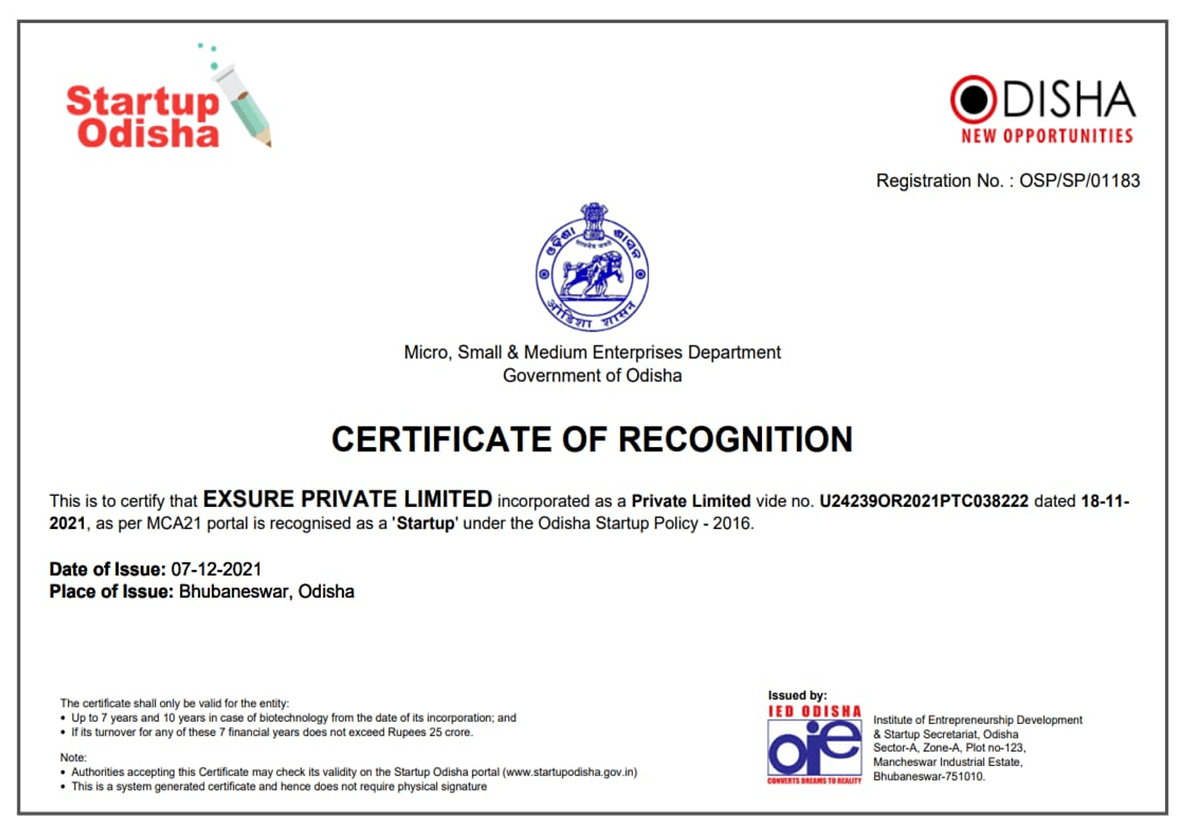 Startup
Odisha
ODISHA
NEW OPPORTUNITIES
Registration No. : OSP/SP/01183
ଓଡ଼ିଶା ଶାସନ
सत्यमेव जयते
ओडिशा शासन
Micro, Small & Medium Enterprises Department
Government of Odisha
CERTIFICATE OF RECOGNITION
This is to certify that EXSURE PRIVATE LIMITED incorporated as a Private Limited vide no. U24239OR2021PTC038222 dated 18-11-
2021, as per MCA21 portal is recognised as a 'Startup' under the Odisha Startup Policy - 2016.
Date of Issue: 07-12-2021
Place of Issue: Bhubaneswar, Odisha
The certificate shall only be valid for the entity:
• Up to 7 years and 10 years in case of biotechnology from the date of its incorporation; and
• If its turnover for any of these 7 financial years does not exceed Rupees 25 crore.
Note:
• Authorities accepting this Certificate may check its validity on the Startup Odisha portal (www.startupodisha.gov.in)
• This is a system generated certificate and hence does not require physical signature
Issued by:
IED ODISHA
oie
CONVERTS DREAMS TO REALITY
Institute of Entrepreneurship Development
& Startup Secretariat, Odisha
Sector-A, Zone-A, Plot no-123,
Mancheswar Industrial Estate,
Bhubaneswar-751010.